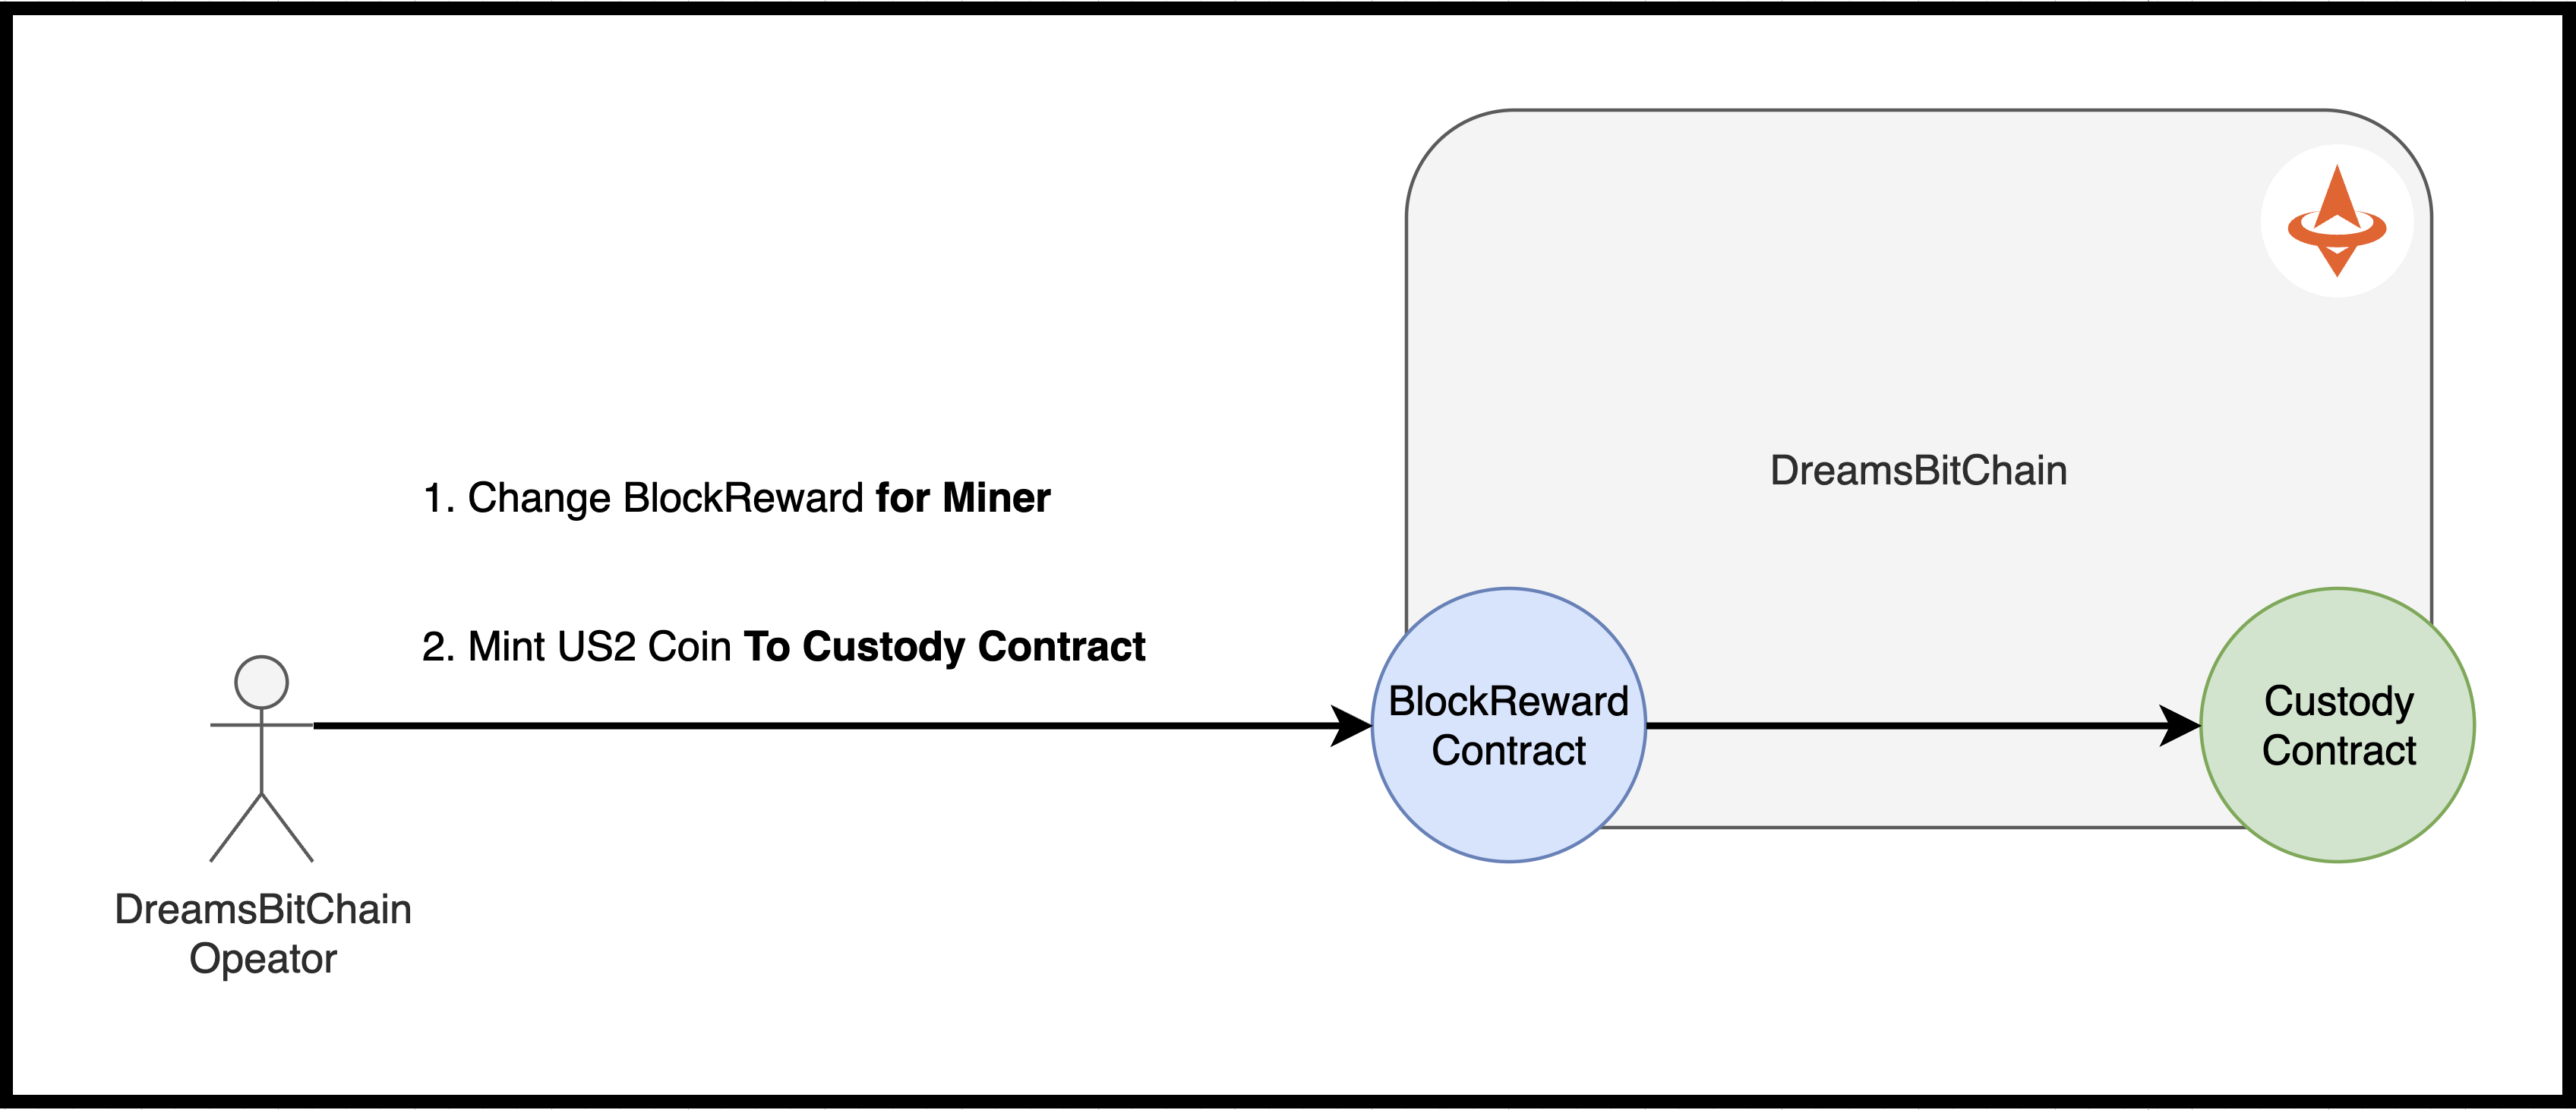 1. Change BlockReward for Miner
2. Mint US2 Coin To Custody Contract
DreamsBitChain
Opeator
DreamsBitChain
BlockReward
Contract
Custody
Contract